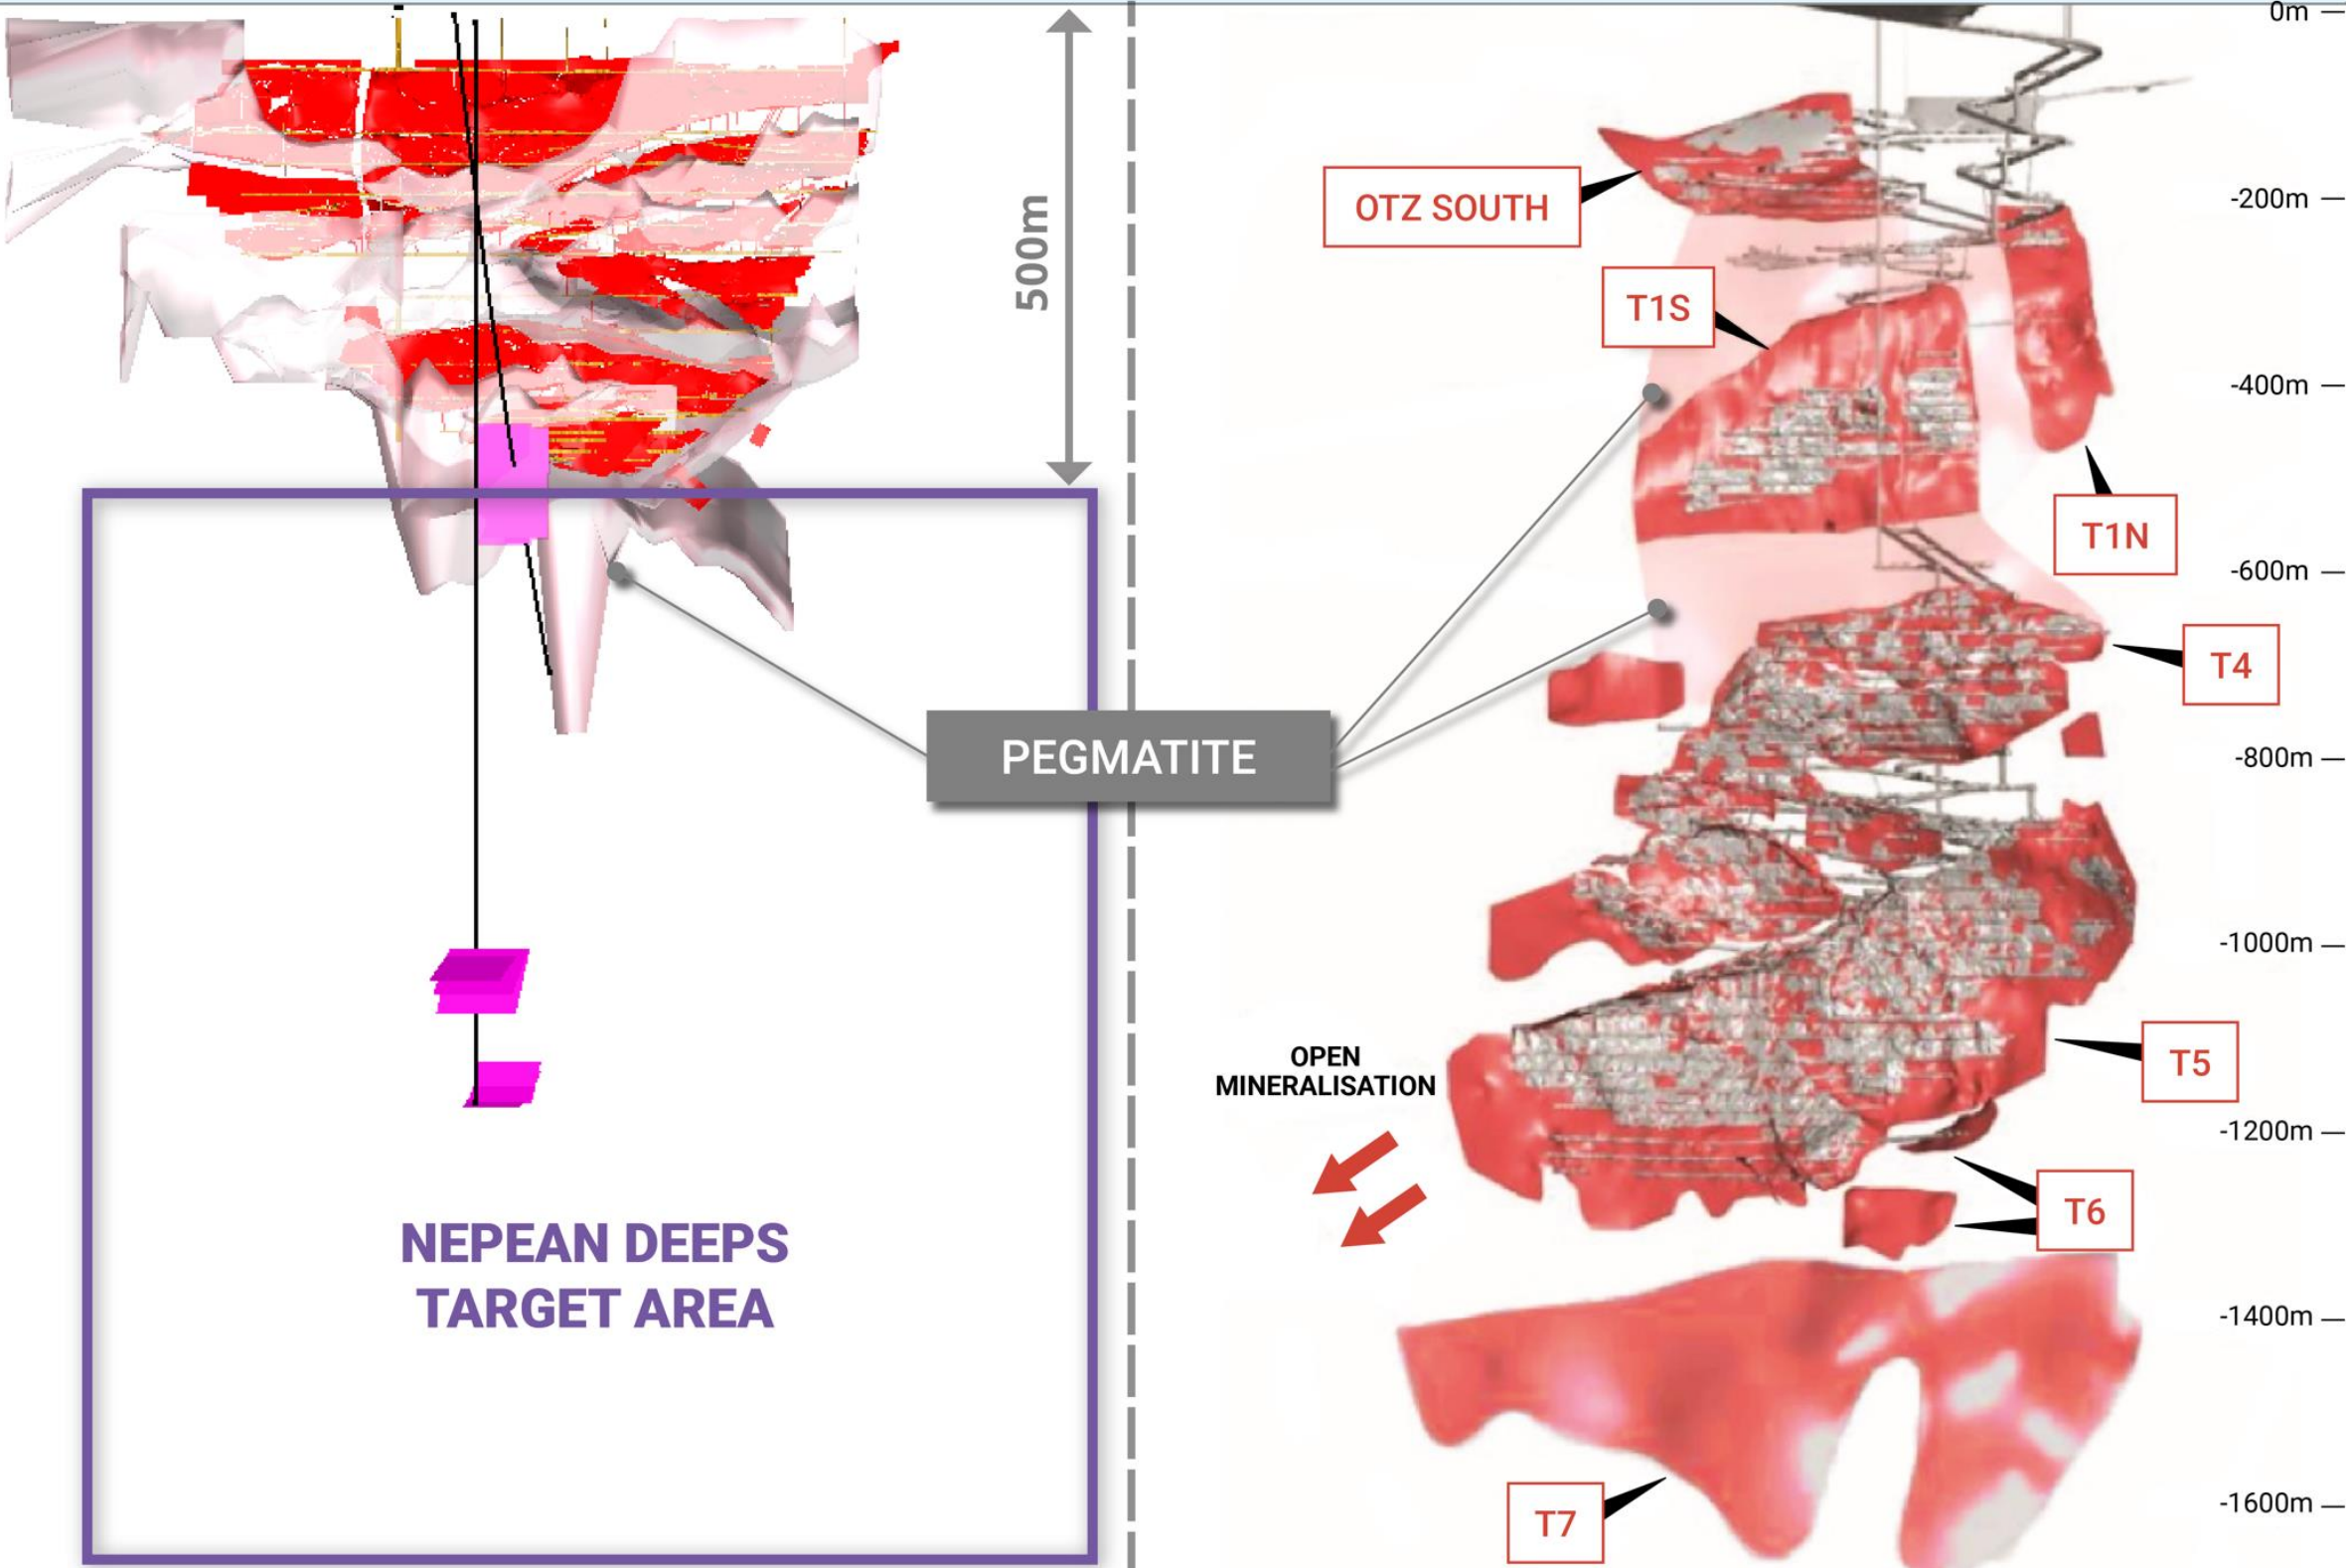 500m
PEGMATITE
NEPEAN DEEPS
TARGET AREA
OTZ SOUTH
T1S
T1N
T4
T5
T6
T7
OPEN
MINERALISATION
0m
-200m
-400m
-600m
-800m
-1000m
-1200m
-1400m
-1600m